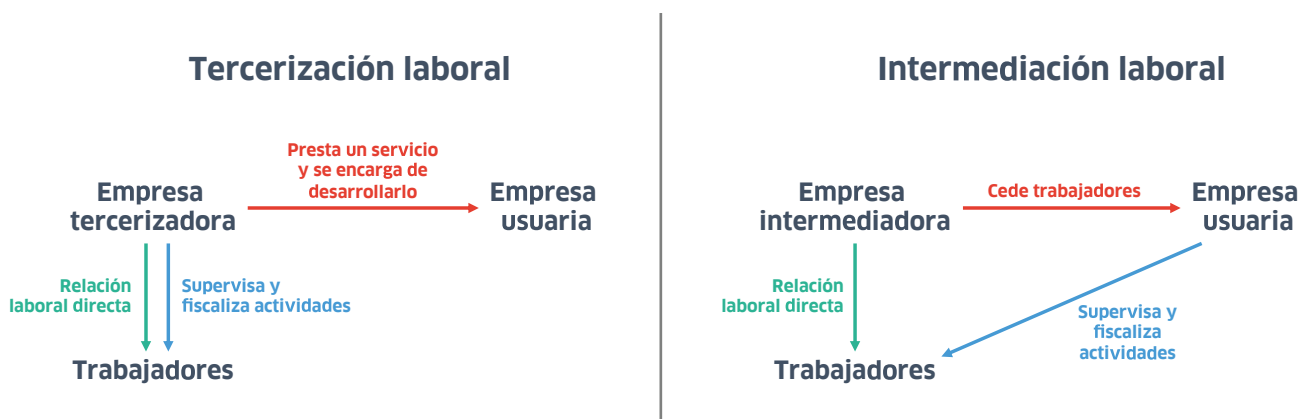 Tercerización laboral
Presta un servicio
y se encarga de
desarrollarlo
Empresa
tercerizadora
Empresa
usuaria
Relación
laboral directa
Supervisa y
fiscaliza actividades
Trabajadores
Intermediación laboral
Empresa
intermediadora
Cede trabajadores
Empresa
usuaria
Relación
laboral directa
Supervisa y
fiscaliza
actividades
Trabajadores